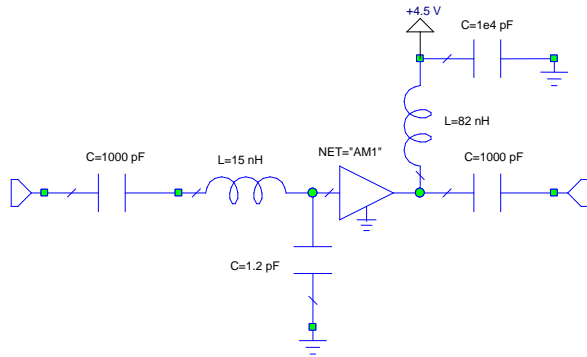 +4.5 V
C=1e4 pF
L=82 nH
C=1000 pF
L=15 nH
NET="AM1"
C=1000 pF
C=1.2 pF